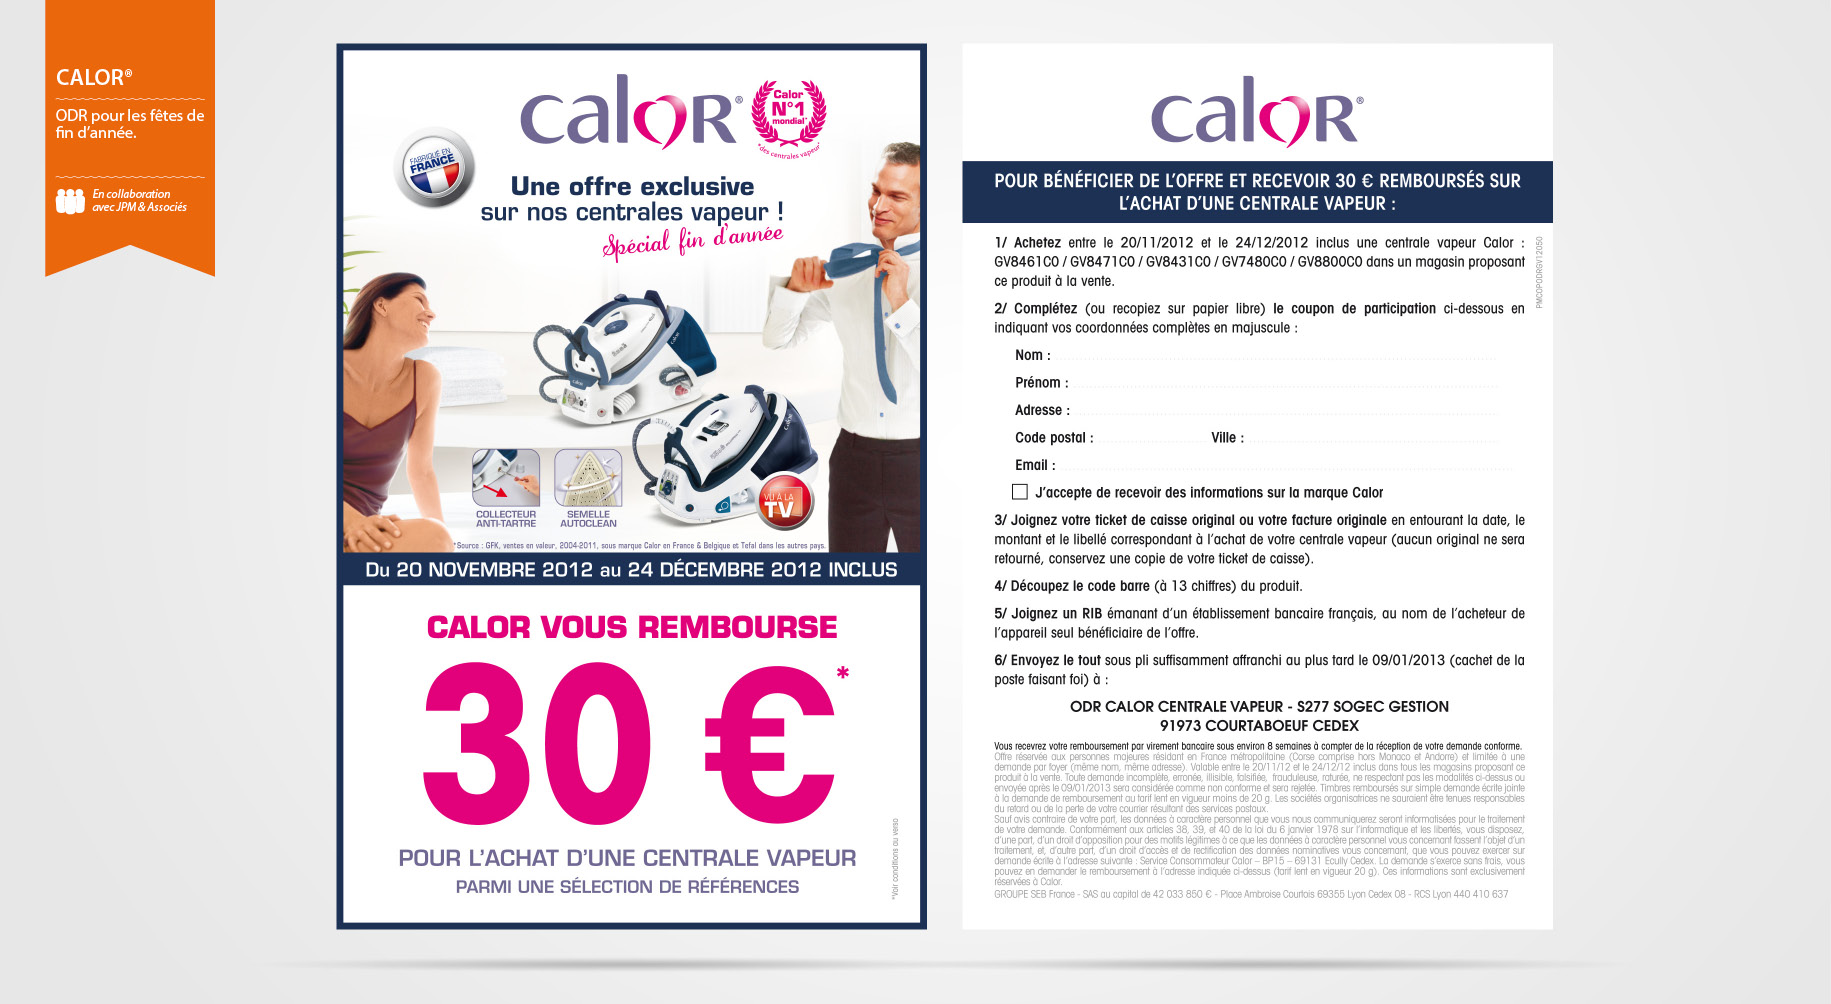 CALOR®
ODR pour les fêtes de
fin d'année.
En collaboration
avec JPM & Associés
calOR®
Calor
N°1
mondial*
*des centrales vapeur*
FABRIQUÉ EN
FRANCE
Une offre exclusive
sur nos centrales vapeur !
Spécial fin d'année
COLLECTEUR
ANTI-TARTRE
SEMELLE
AUTOCLEAN
VU À LA
TV
*Source : GFK, ventes en valeur, 2004-2011, sous marque Calor en France & Belgique et Tefal dans les autres pays.
Du 20 NOVEMBRE 2012 au 24 DÉCEMBRE 2012 INCLUS
CALOR VOUS REMBOURSE
30 €*
POUR L'ACHAT D'UNE CENTRALE VAPEUR
PARMI UNE SÉLECTION DE RÉFÉRENCES
*Voir conditions au verso
calOR®
POUR BÉNÉFICIER DE L'OFFRE ET RECEVOIR 30 € REMBOURSÉS SUR
L'ACHAT D'UNE CENTRALE VAPEUR :
1/ Achetez entre le 20/11/2012 et le 24/12/2012 inclus une centrale vapeur Calor :
GV8461C0 / GV8471C0 / GV8431C0 / GV7480C0 / GV8800C0 dans un magasin proposant
ce produit à la vente.
PMCOPODRGV12050
2/ Complétez (ou recopiez sur papier libre) le coupon de participation ci-dessous en
indiquant vos coordonnées complètes en majuscule :
Nom :
Prénom :
Adresse :
Code postal : Ville :
Email :
J'accepte de recevoir des informations sur la marque Calor
3/ Joignez votre ticket de caisse original ou votre facture originale en entourant la date, le
montant et le libellé correspondant à l'achat de votre centrale vapeur (aucun original ne sera
retourné, conservez une copie de votre ticket de caisse).
4/ Découpez le code barre (à 13 chiffres) du produit.
5/ Joignez un RIB émanant d'un établissement bancaire français, au nom de l'acheteur de
l'appareil seul bénéficiaire de l'offre.
6/ Envoyez le tout sous pli suffisamment affranchi au plus tard le 09/01/2013 (cachet de la
poste faisant foi) à :
ODR CALOR CENTRALE VAPEUR - S277 SOGEC GESTION
91973 COURTABOEUF CEDEX
Vous recevrez votre remboursement par virement bancaire sous environ 8 semaines à compter de la réception de votre demande conforme.
Offre réservée aux personnes majeures résidant en France métropolitaine (Corse comprise hors Monaco et Andorre) et limitée à une
demande par foyer (même nom, même adresse). Valable entre le 20/11/12 et le 24/12/12 inclus dans tous les magasins proposant ce
produit à la vente. Toute demande incomplète, erronée, illisible, falsifiée, frauduleuse, raturée, ne respectant pas les modalités ci-dessus ou
envoyée après le 09/01/2013 sera considérée comme non conforme et sera rejetée. Timbres remboursés sur simple demande écrite jointe
à la demande de remboursement au tarif lent en vigueur moins de 20 g. Les sociétés organisatrices ne sauraient être tenues responsables
du retard ou de la perte de votre courrier résultant des services postaux.
Sauf avis contraire de votre part, les données à caractère personnel que vous nous communiquerez seront informatisées pour le traitement
de votre demande. Conformément aux articles 38, 39, et 40 de la loi du 6 janvier 1978 sur l'informatique et les libertés, vous disposez,
d'une part, d'un droit d'opposition pour des motifs légitimes à ce que les données à caractère personnel vous concernant fassent l'objet d'un
traitement, et, d'autre part, d'un droit d'accès et de rectification des données nominatives vous concernant, que vous pouvez exercer sur
demande écrite à l'adresse suivante : Service Consommateur Calor – BP15 – 69131 Ecully Cedex. La demande s'exerce sans frais, vous
pouvez en demander le remboursement à l'adresse indiquée ci-dessus (tarif lent en vigueur 20 g). Ces informations sont exclusivement
réservées à Calor.
GROUPE SEB France - SAS au capital de 42 033 850 € - Place Ambroise Courtois 69355 Lyon Cedex 08 - RCS Lyon 440 410 637